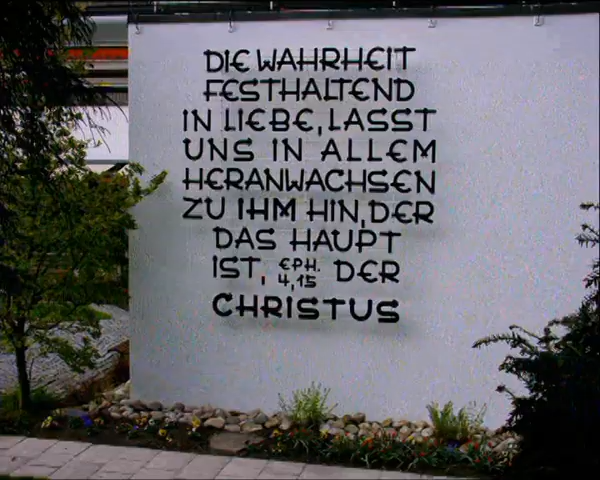 DIE WAHRHEIT
FESTHALTEND
IN LIEBE, LASST
UNS IN ALLEM
HERANWACHSEN
ZU IHM HIN, DER
DAS HAUPT
IST, EPH. 4,15 DER
CHRISTUS